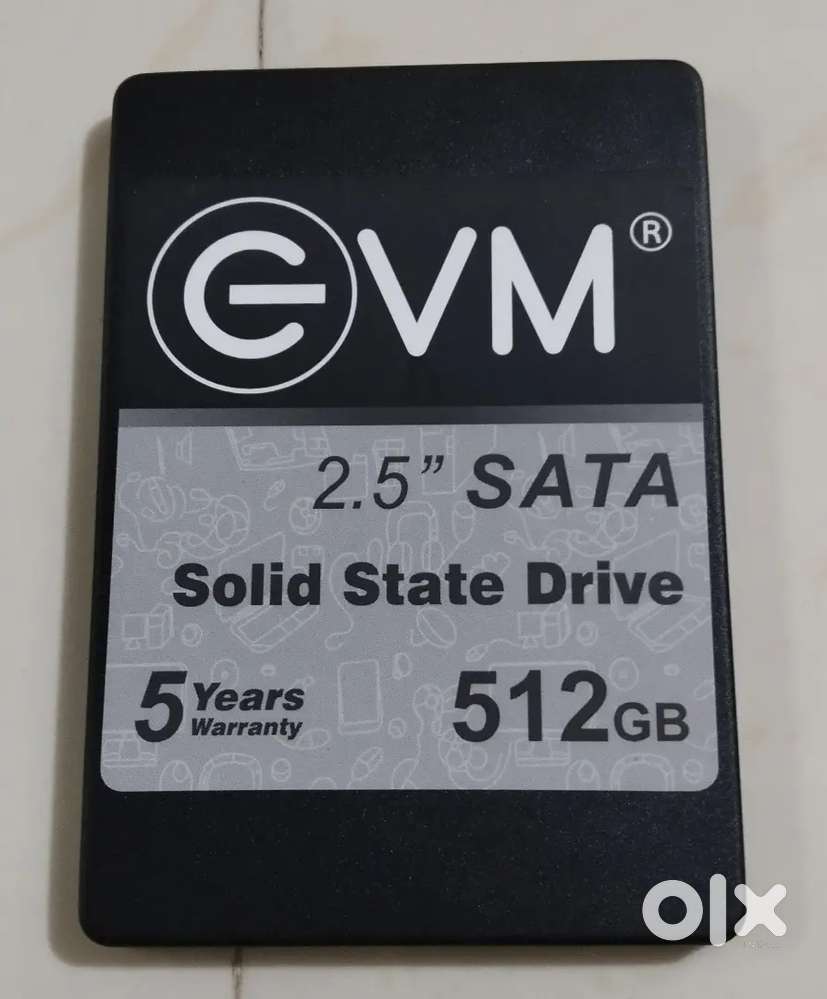 EVM®
2.5” SATA
Solid State Drive
5 Years
Warranty
512GB
olx